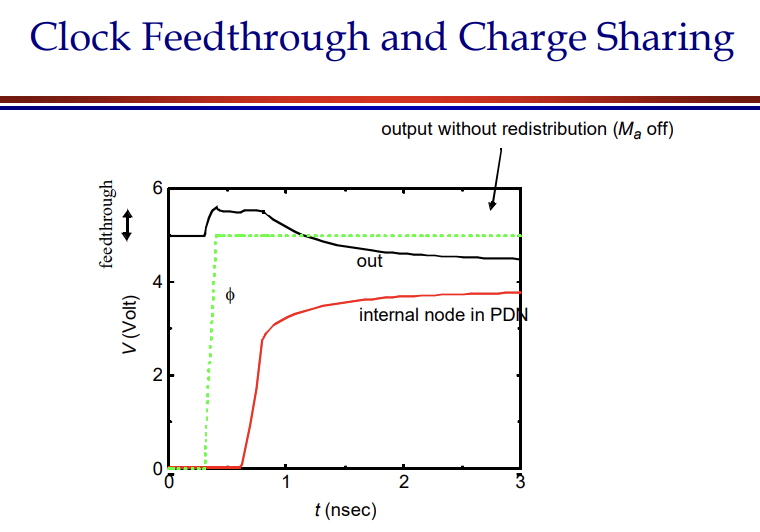 Clock Feedthrough and Charge Sharing
output without redistribution (Ma off)
feedthrough
V (Volt)
6
4
2
0
φ
out
internal node in PDN
0 1 2 3
t (nsec)